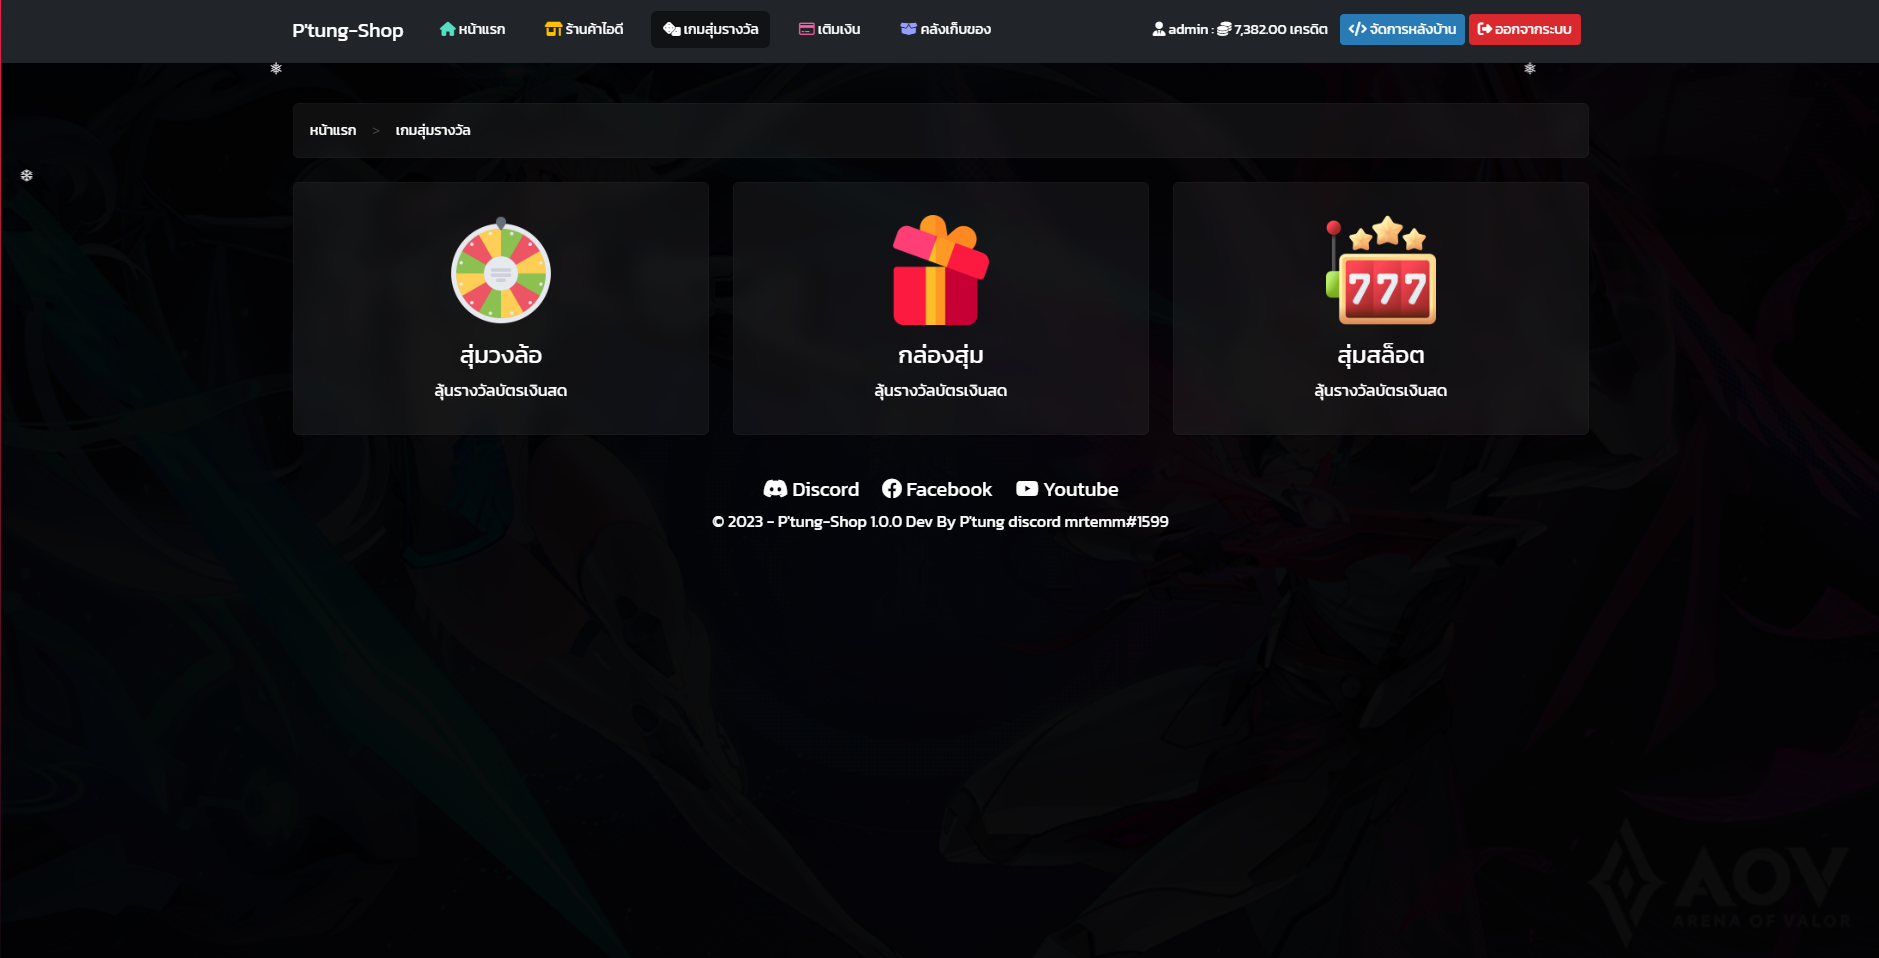 P'tung-Shop หน้าแรก ร้านค้าไอดี เกมสุ่มรางวัล เติมเงิน คลังเก็บของ admin : 7,382.00 เครดิต จัดการหลังบ้าน ออกจากระบบ
หน้าแรก > เกมสุ่มรางวัล
777
สุ่มวงล้อ
ลุ้นรางวัลบัตรเงินสด
กล่องสุ่ม
ลุ้นรางวัลบัตรเงินสด
สุ่มสล็อต
ลุ้นรางวัลบัตรเงินสด
Discord Facebook Youtube
© 2023 - P'tung-Shop 1.0.0 Dev By P'tung discord mrtemm#1599
AOV
ARENA OF VALOR